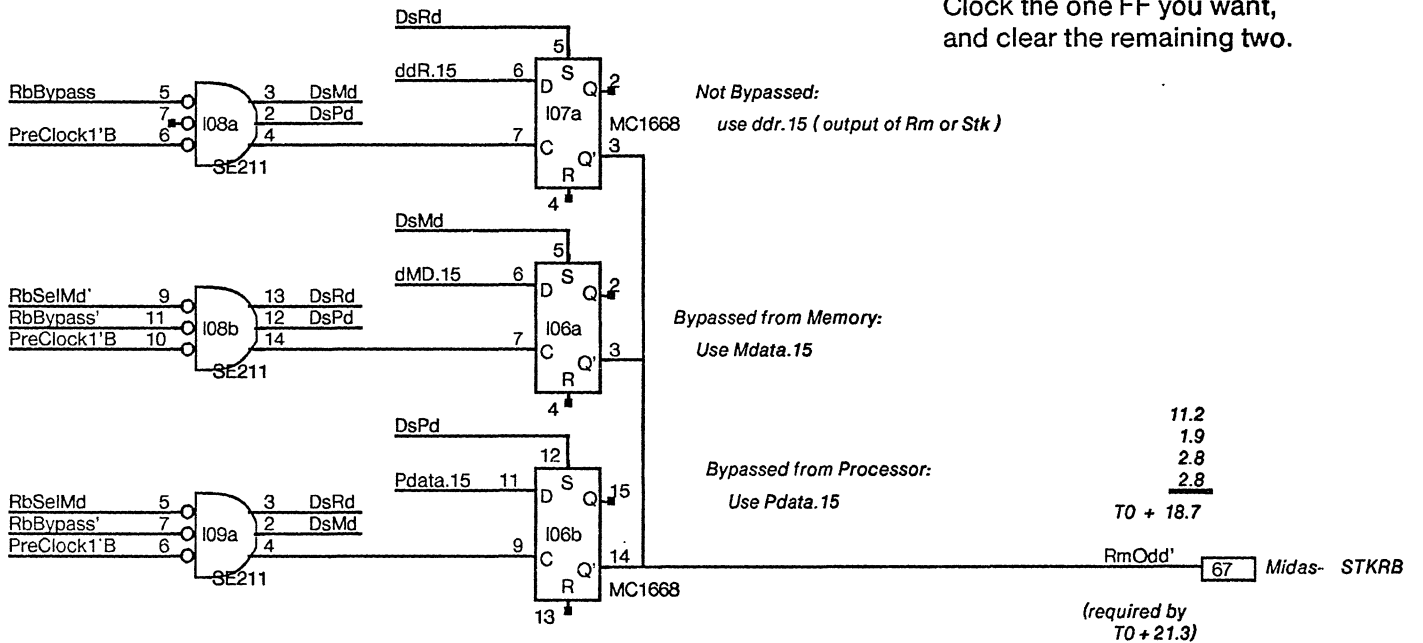 Clock the one FF you want,
and clear the remaining two.
DsRd
5
ddR.15 6
D S Q 2
RbBypass 5 3 DsMd
7 I08a 2 DsPd
PreClock1'B 6 4
SE211
I07a
MC1668
7 C Q' 3
R
4
Not Bypassed:
use ddr.15 ( output of Rm or Stk )
DsMd
5
dMD.15 6
D S Q 2
RbSelMd' 9 13 DsRd
RbBypass' 11 I08b 12 DsPd
PreClock1'B 10 14
SE211
I06a
7 C Q' 3
R
4
Bypassed from Memory:
Use Mdata.15
DsPd
12
Pdata.15 11
D S Q 15
RbSelMd 5 3 DsRd
RbBypass' 7 I09a 2 DsMd
PreClock1'B 6 4
SE211
I06b
9 C Q' 14
R
MC1668
13
Bypassed from Processor:
Use Pdata.15
11.2
1.9
2.8
2.8
T0 + 18.7
RmOdd' 67 Midas- STKRB
(required by
T0 + 21.3)